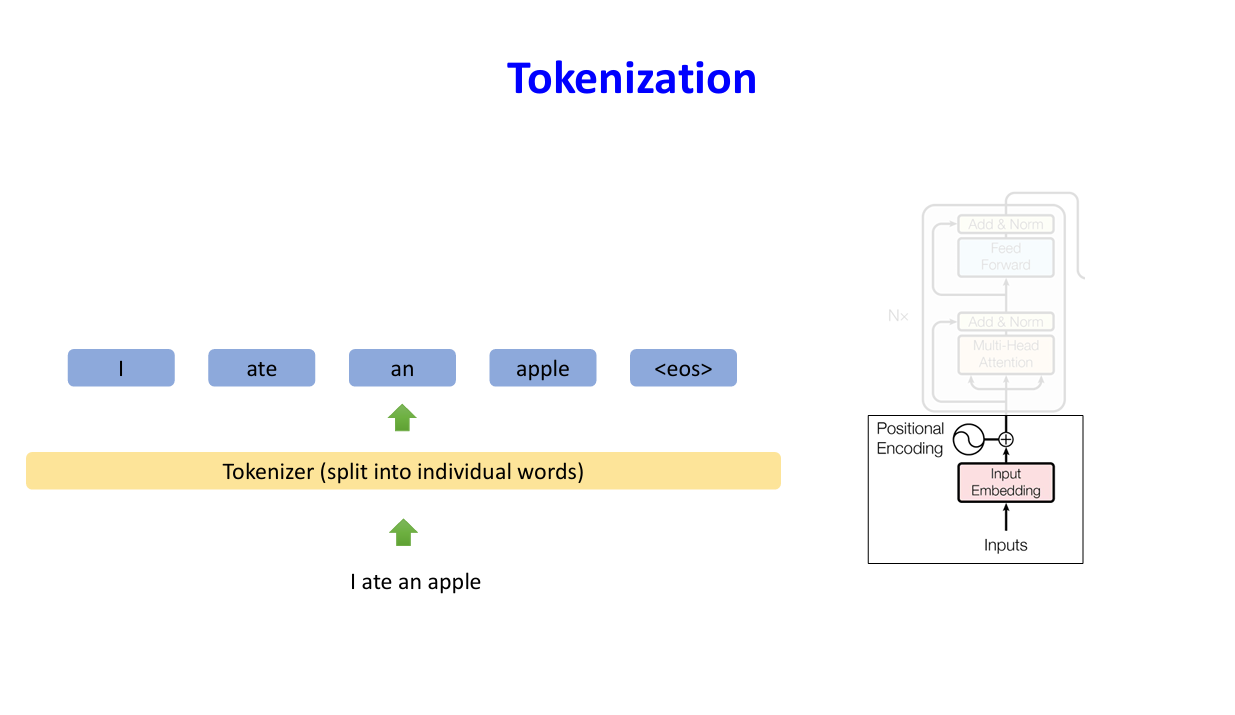 Tokenization
I ate an apple <eos>
Tokenizer (split into individual words)
I ate an apple
Add & Norm
Feed
Forward
N×
Add & Norm
Multi-Head
Attention
Positional
Encoding
Input
Embedding
Inputs